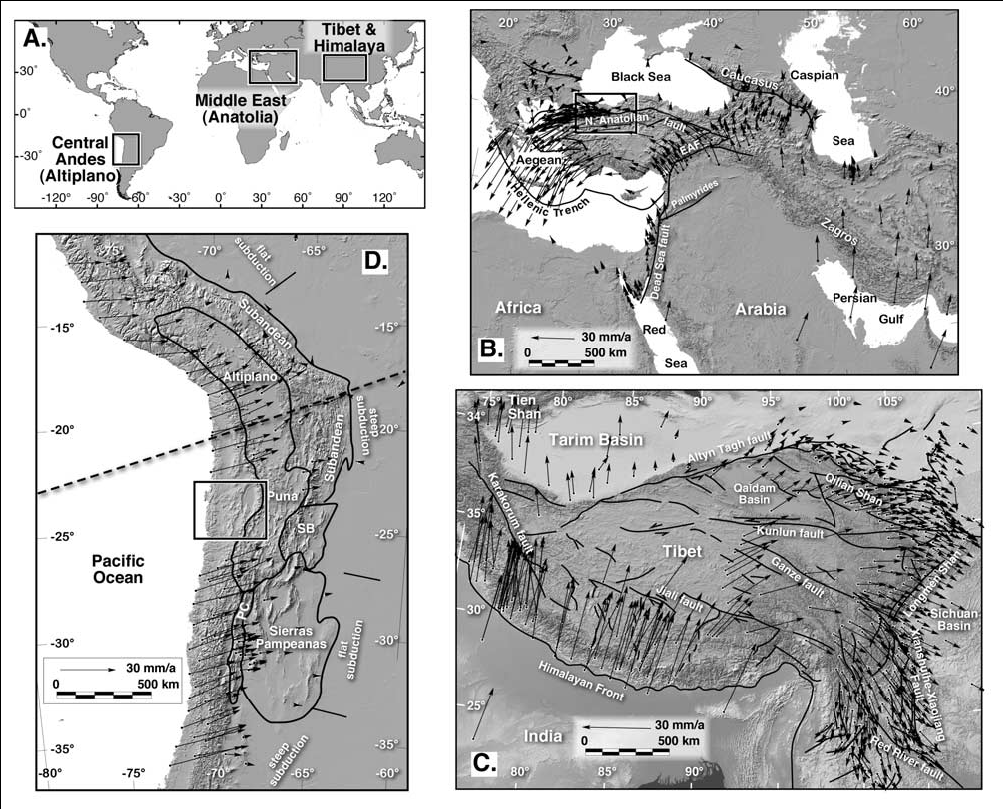 A.
Tibet &
Himalaya
30°
0°
-30°
Middle East
(Anatolia)
Central
Andes
(Altiplano)
-120° -90° -60° -30° 0° 30° 60° 90° 120°
20° 30° 40° 50° 60°
Black Sea
Caucasus
Caspian
Sea
40°
N. Anatolian
fault
EAF
Aegean
Hellenic Trench
Palmyrides
Dead Sea fault
Zagros
30°
Africa
Arabia
Persian
Gulf
Red
Sea
B.
30 mm/a
0 500 km
D.
-75° -70° -65°
flat
subduction
Subandean
-15° -15°
Altiplano
steep
subduction
-20° -20°
Subandean
Puna
SB
-25° -25°
Pacific
Ocean
PC
Sierras
Pampeanas
flat
subduction
-30° -30°
30 mm/a
0 500 km
steep
subduction
-35° -35°
-80° -75° -70° -65° -60°
75° 80° 85° 90° 95° 100° 105°
Tien
Shan
34°
Tarim Basin
Altyn Tagh fault
Qaidam
Basin
Qilian Shan
Karakorum fault
35°
Kunlun fault
Tibet
Ganze fault
Jiali fault
Longmen Shan
30°
Sichuan
Basin
Xianshuihe-Xiaojiang
Fault
Himalayan Front
25°
India
30 mm/a
0 500 km
Red River fault
C.
80° 85° 90°